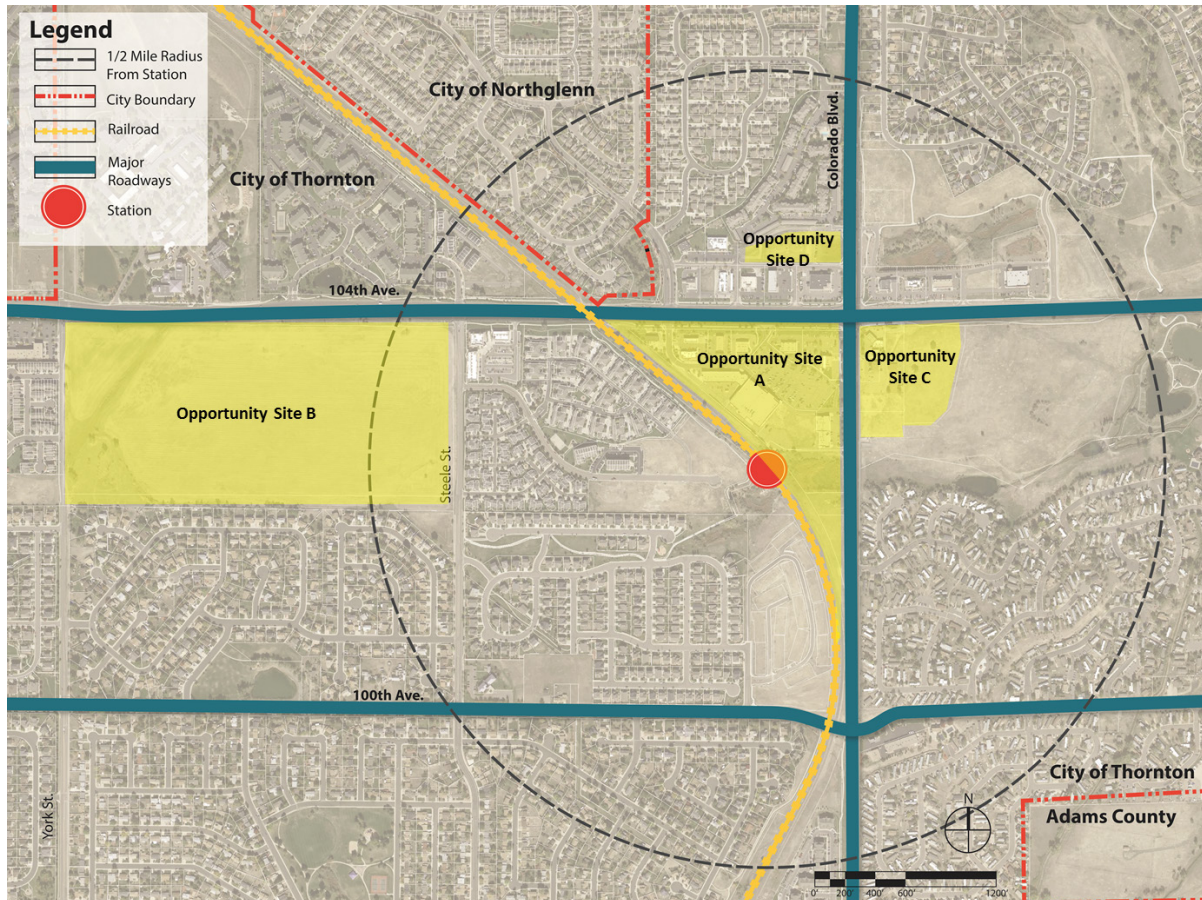 Legend
1/2 Mile Radius
From Station
City Boundary
Railroad
Major
Roadways
Station
City of Northglenn
City of Thornton
Colorado Blvd.
Opportunity
Site D
104th Ave.
Opportunity Site
A
Opportunity
Site C
Opportunity Site B
Steele St.
100th Ave.
York St.
City of Thornton
Adams County
N
0' 200' 400' 600' 1200'